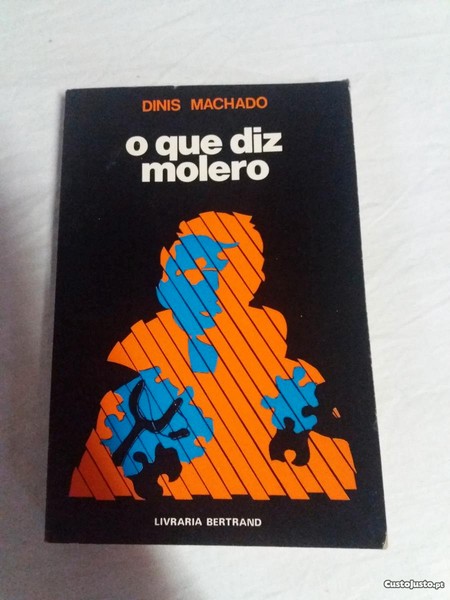 DINIS MACHADO
o que diz
molero
LIVRARIA BERTRAND
CustoJusto.pt